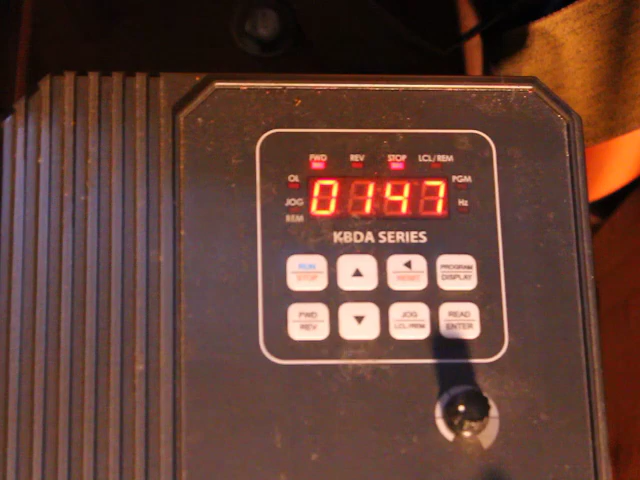 FWD REV STOP LCL/REM
OL PGM
0147
JOG Hz
REM
KBDA SERIES
RUN STOP
RESET
PROGRAM DISPLAY
FWD REV
JOG LCL/REM
READ ENTER